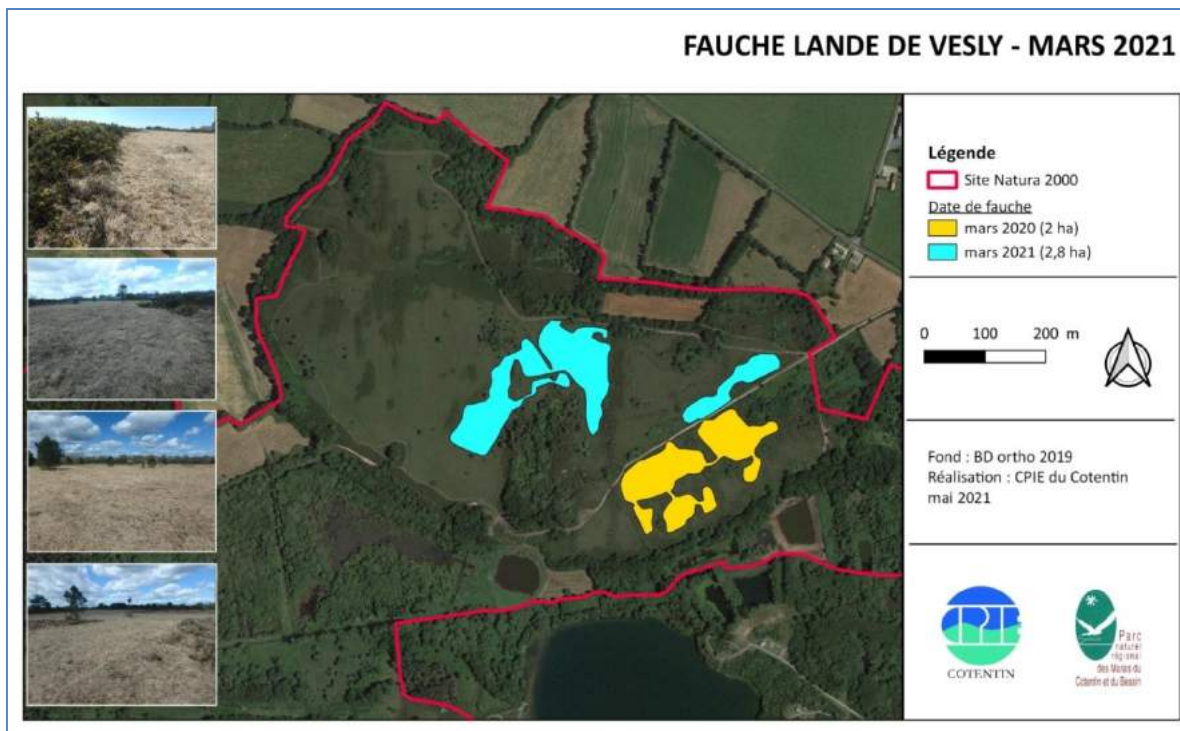 FAUCHE LANDE DE VESLY - MARS 2021
Légende
Site Natura 2000
Date de fauche
mars 2020 (2 ha)
mars 2021 (2,8 ha)
0 100 200 m
Fond : BD ortho 2019
Réalisation : CPIE du Cotentin
mai 2021
CPIE
COTENTIN
Parc
naturel
régional
des Marais du
Cotentin et du Bessin